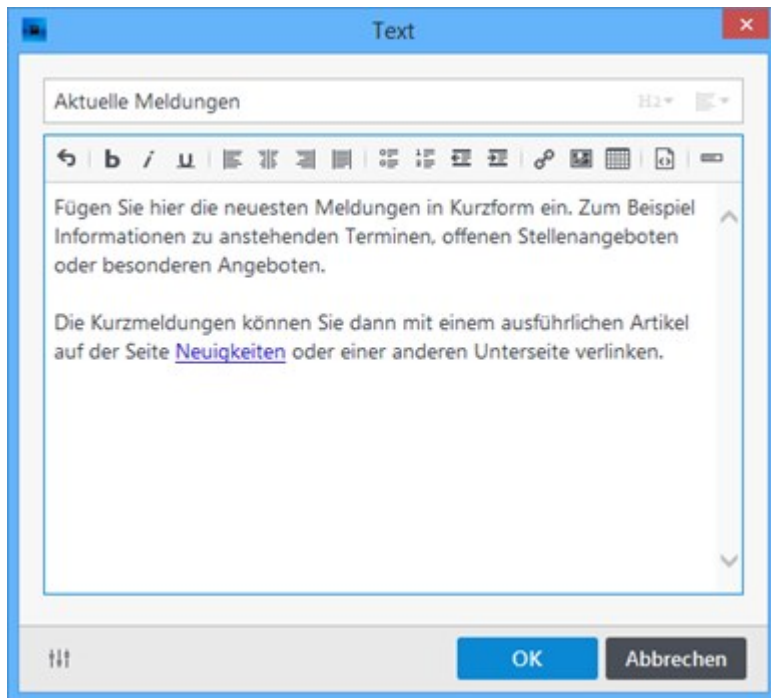 Text
Aktuelle Meldungen
H2
b i u
Fügen Sie hier die neuesten Meldungen in Kurzform ein. Zum Beispiel
Informationen zu anstehenden Terminen, offenen Stellenangeboten
oder besonderen Angeboten.
Die Kurzmeldungen können Sie dann mit einem ausführlichen Artikel
auf der Seite Neuigkeiten oder einer anderen Unterseite verlinken.
OK Abbrechen